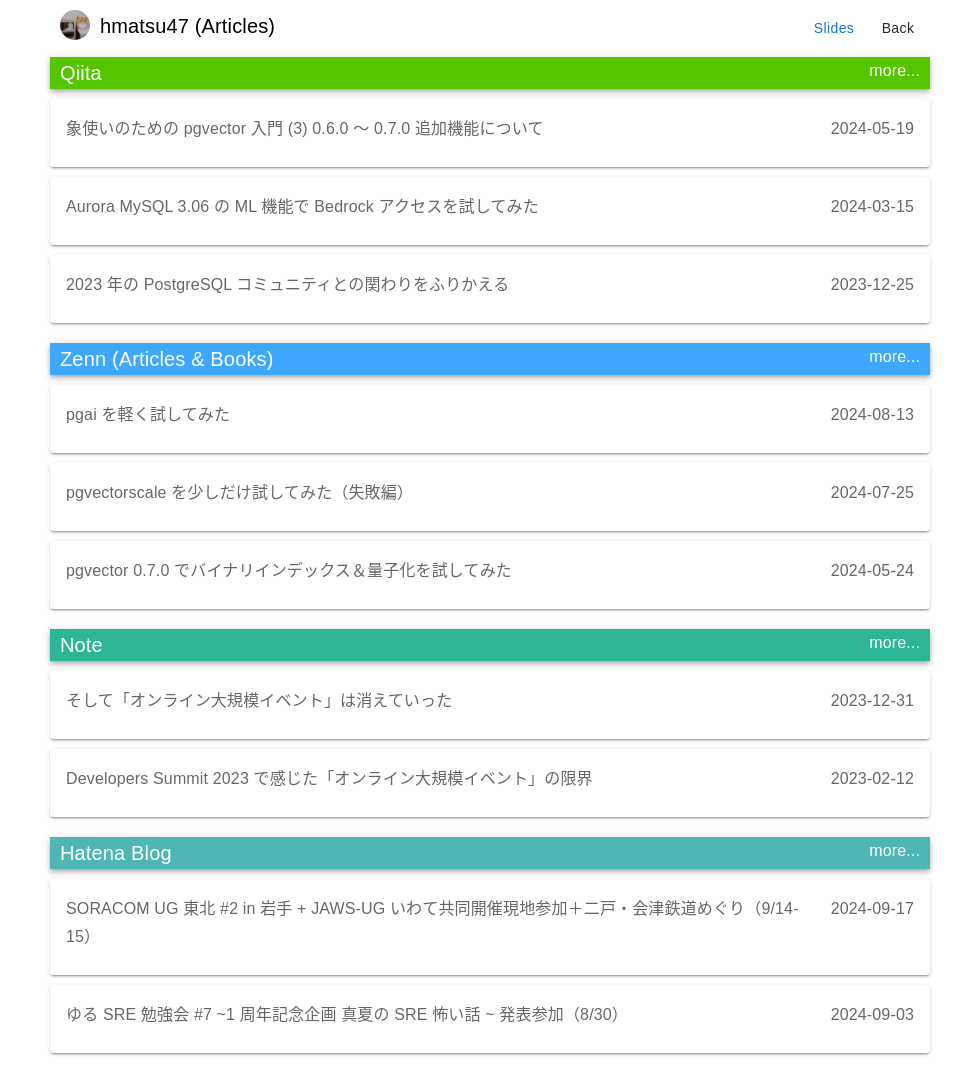 hmatsu47 (Articles)
Slides
Back
Qiita
more...
象使いのための pgvector 入門 (3) 0.6.0 〜 0.7.0 追加機能について
2024-05-19
Aurora MySQL 3.06 の ML 機能で Bedrock アクセスを試してみた
2024-03-15
2023 年の PostgreSQL コミュニティとの関わりをふりかえる
2023-12-25
Zenn (Articles & Books)
more...
pgai を軽く試してみた
2024-08-13
pgvectorscale を少しだけ試してみた（失敗編）
2024-07-25
pgvector 0.7.0 でバイナリインデックス＆量子化を試してみた
2024-05-24
Note
more...
そして「オンライン大規模イベント」は消えていった
2023-12-31
Developers Summit 2023 で感じた「オンライン大規模イベント」の限界
2023-02-12
Hatena Blog
more...
SORACOM UG 東北 #2 in 岩手 + JAWS-UG いわて共同開催現地参加＋二戸・会津鉄道めぐり（9/14-
15）
2024-09-17
ゆる SRE 勉強会 #7 ~1 周年記念企画 真夏の SRE 怖い話 ~ 発表参加（8/30）
2024-09-03